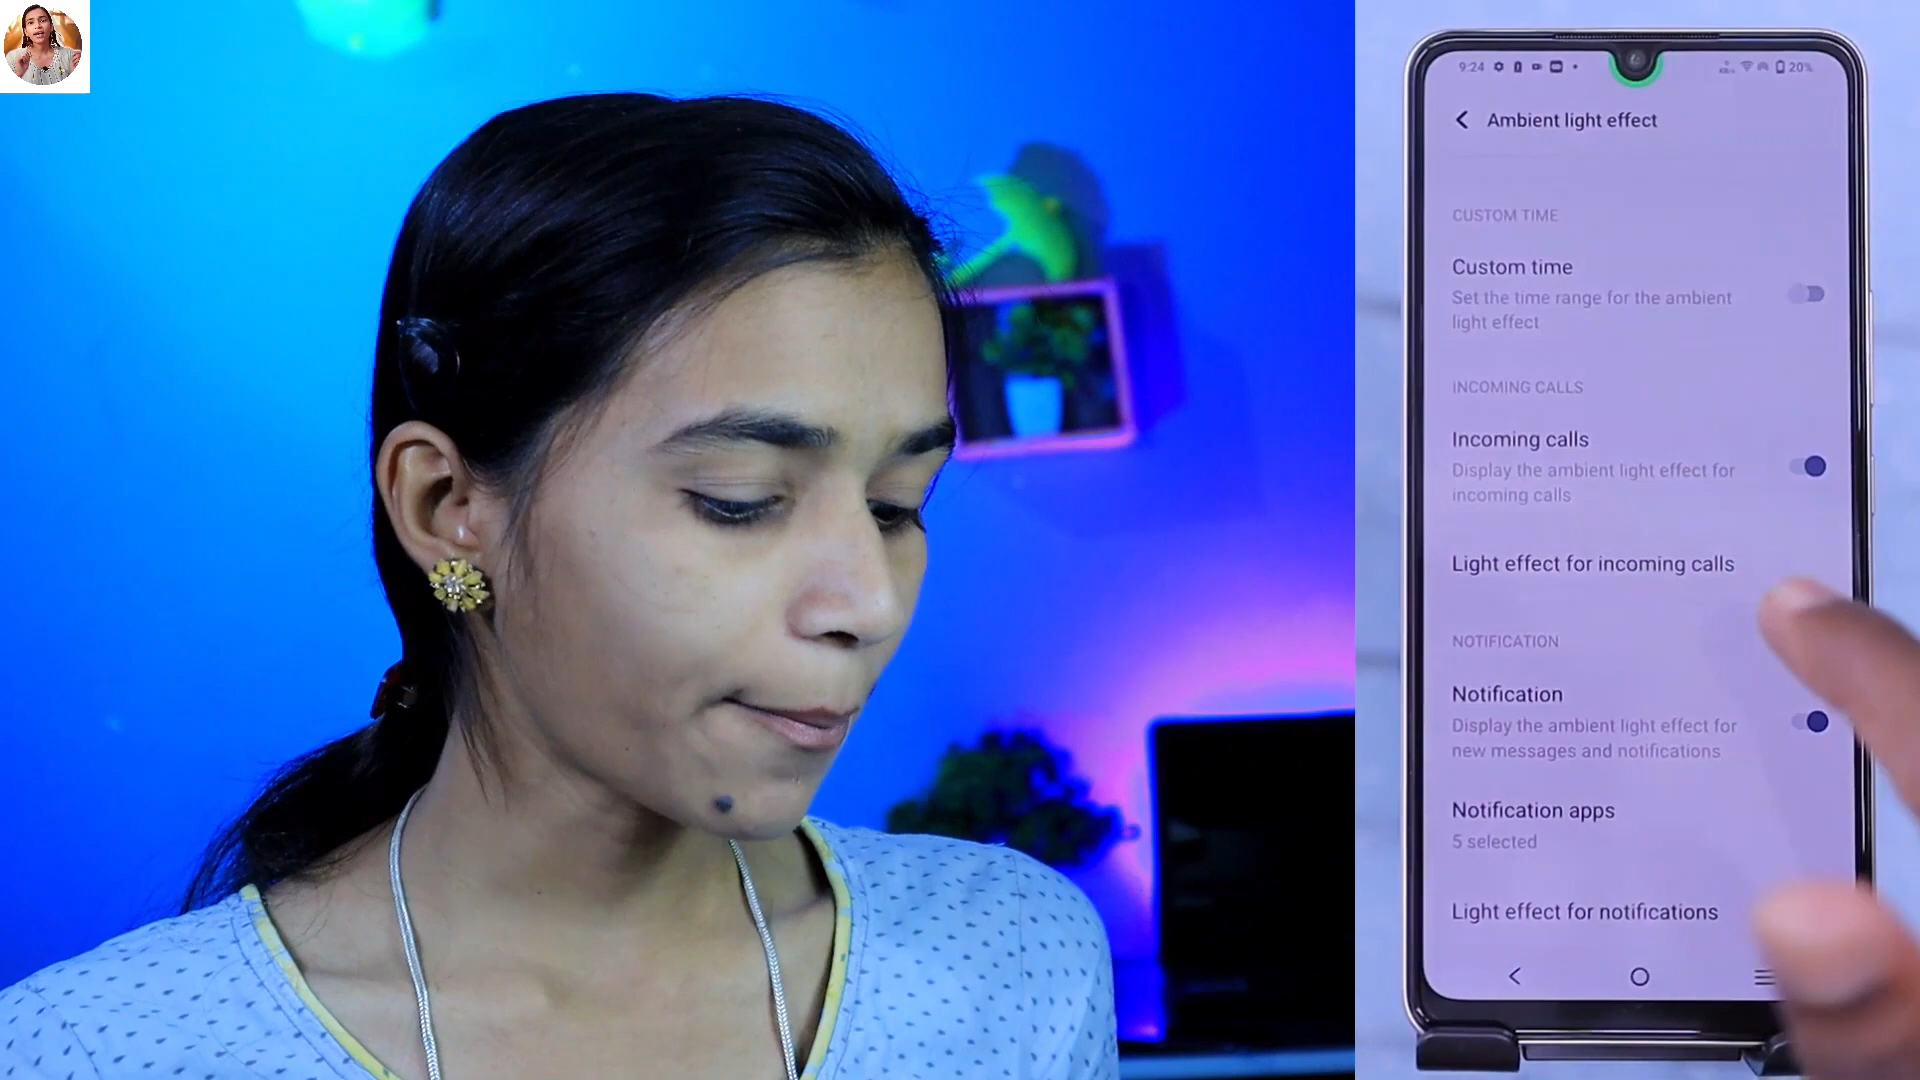 9:24
20%
Ambient light effect
CUSTOM TIME
Custom time
Set the time range for the ambient
light effect
INCOMING CALLS
Incoming calls
Display the ambient light effect for
incoming calls
Light effect for incoming calls
NOTIFICATION
Notification
Display the ambient light effect for
new messages and notifications
Notification apps
5 selected
Light effect for notifications